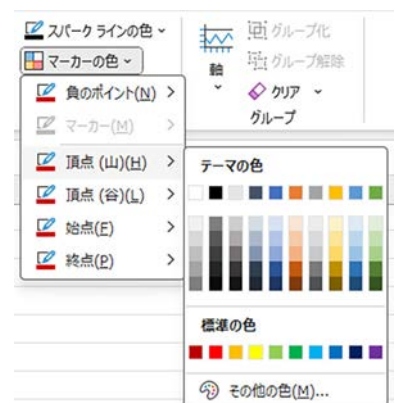 スパーク ラインの色
マーカーの色
負のポイント(N)
マーカー(M)
頂点 (山)(H)
頂点 (谷)(L)
始点(F)
終点(P)
軸
グループ化
グループ解除
クリア
グループ
テーマの色
標準の色
その他の色(M)...